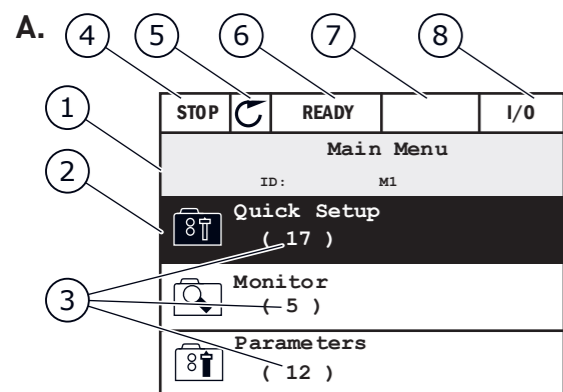 A.
4 5 6 7 8
STOP READY I/O
1
Main Menu
ID: M1
2
Quick Setup
( 17 )
Monitor
3
( 5 )
Parameters
( 12 )